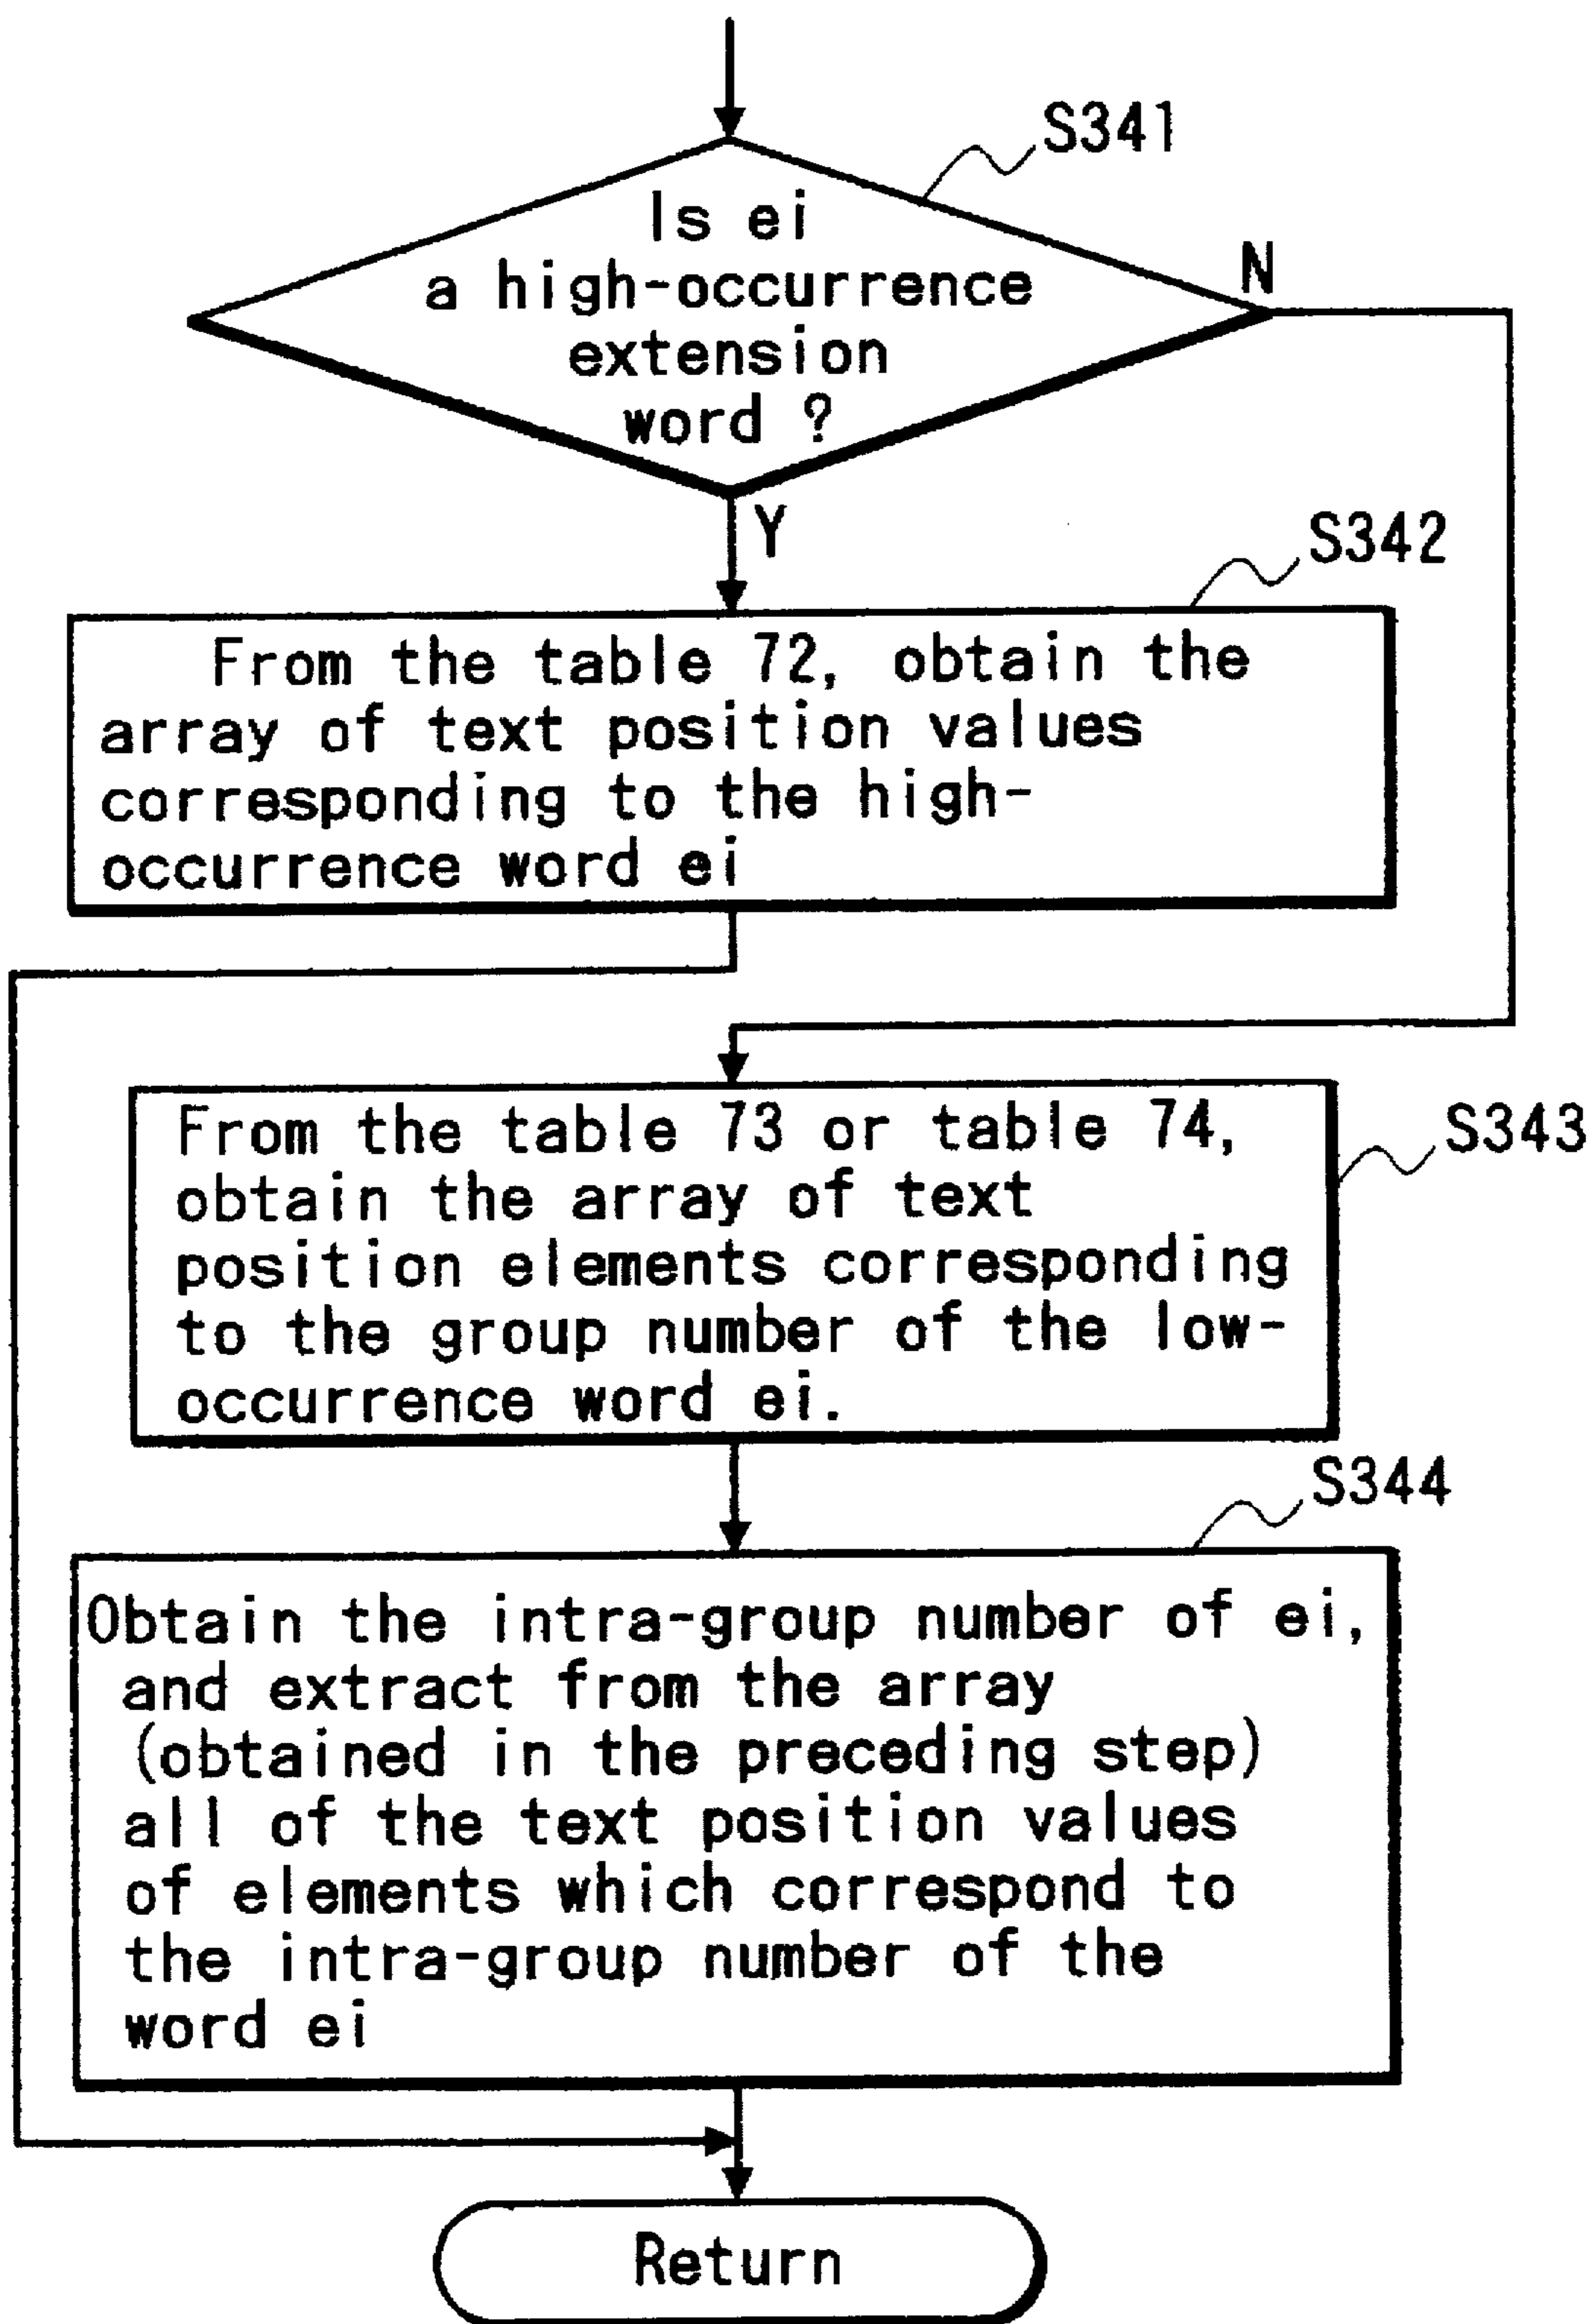 S341
Is ei
a high-occurrence
extension
word ?
N
Y
S342
From the table 72, obtain the
array of text position values
corresponding to the high-
occurrence word ei
From the table 73 or table 74,
obtain the array of text
position elements corresponding
to the group number of the low-
occurrence word ei.
S343
S344
Obtain the intra-group number of ei,
and extract from the array
(obtained in the preceding step)
all of the text position values
of elements which correspond to
the intra-group number of the
word ei
Return